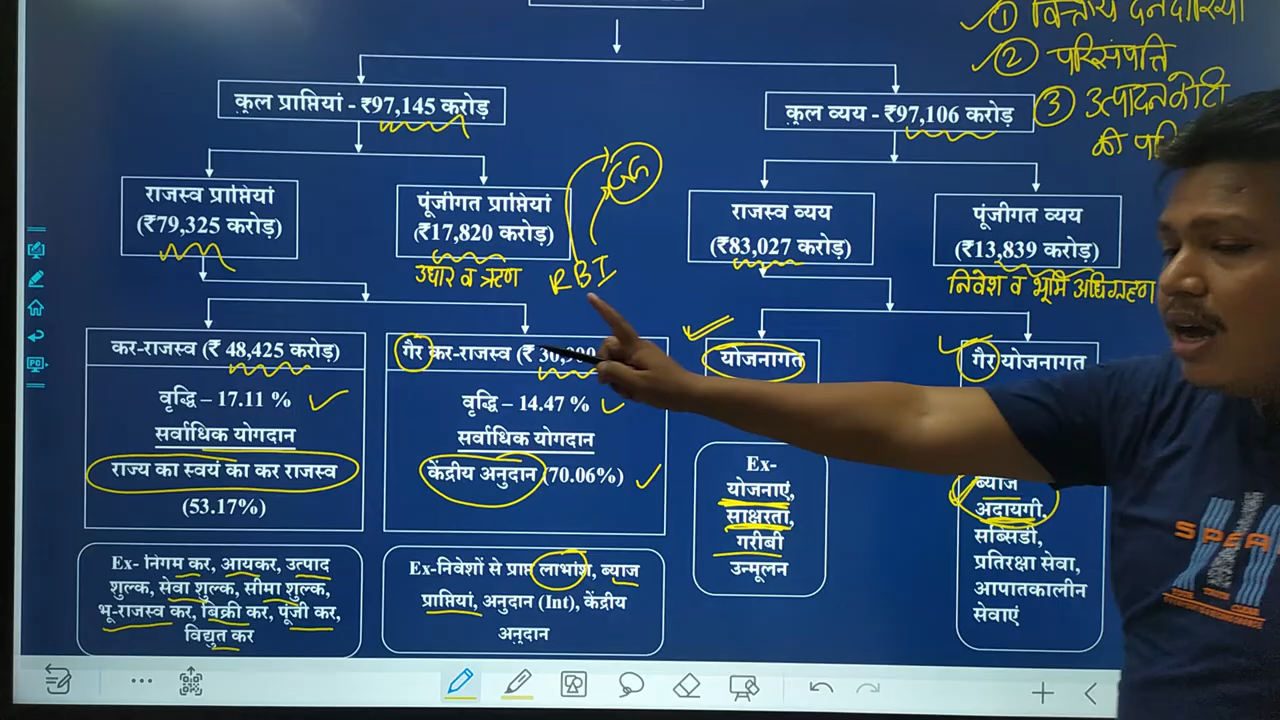 ① वित्तीय देनदारियां
② परिसंपत्ति
③ उत्पादन कोटी
की
कुल प्राप्तियां - ₹97,145 करोड़
कुल व्यय - ₹97,106 करोड़
राजस्व प्राप्तियां
(₹79,325 करोड़)
पूंजीगत प्राप्तियां
(₹17,820 करोड़)
उधार व ऋण
RBI
राजस्व व्यय
(₹83,027 करोड़)
पूंजीगत व्यय
(₹13,839 करोड़)
निवेश व भूमि अधिग्रहण
कर-राजस्व (₹ 48,425 करोड़)
वृद्धि – 17.11 %
सर्वाधिक योगदान
राज्य का स्वयं का कर राजस्व
(53.17%)
गैर कर-राजस्व (₹
वृद्धि – 14.47 %
सर्वाधिक योगदान
केंद्रीय अनुदान (70.06%)
योजनागत
गैर योजनागत
Ex-
योजनाएं,
साक्षरता,
गरीबी
उन्मूलन
ब्याज
अदायगी,
सब्सिडी,
प्रतिरक्षा सेवा,
आपातकालीन
सेवाएं
Ex- निगम कर, आयकर, उत्पाद
शुल्क, सेवा शुल्क, सीमा शुल्क,
भू-राजस्व कर, बिक्री कर, पूंजी कर,
विद्युत कर
Ex-निवेशों से प्राप्त लाभांश, ब्याज
प्राप्तियां, अनुदान (Int), केंद्रीय
अनुदान